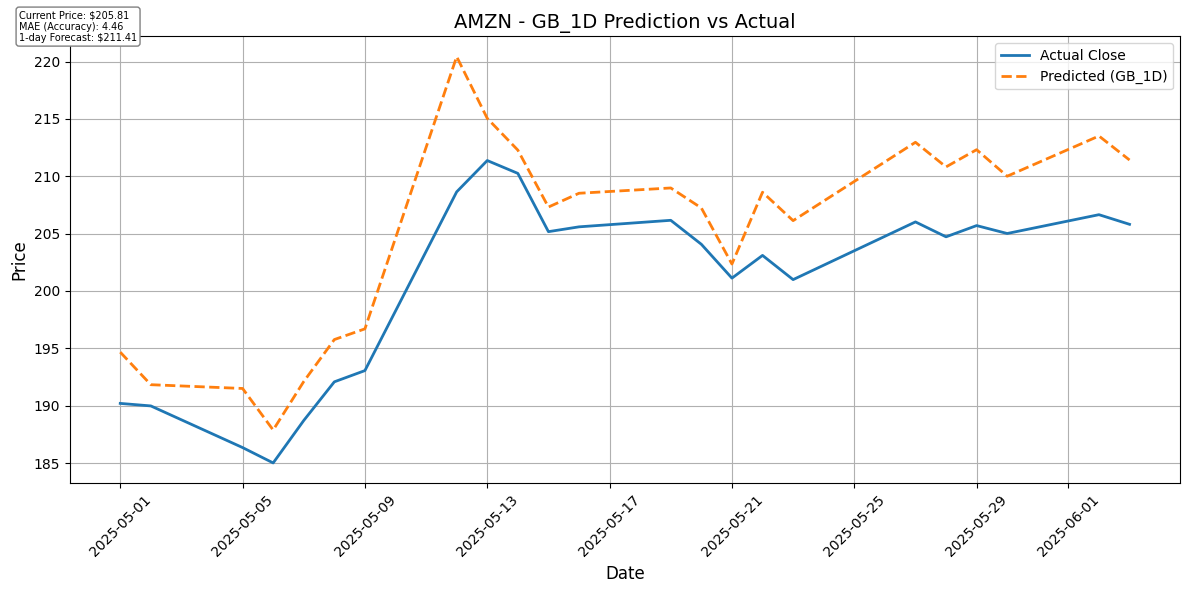 Current Price: $205.81
MAE (Accuracy): 4.46
1-day Forecast: $211.41
AMZN - GB_1D Prediction vs Actual
Actual Close
Predicted (GB_1D)
Price
220
215
210
205
200
195
190
185
2025-05-01
2025-05-05
2025-05-09
2025-05-13
2025-05-17
2025-05-21
2025-05-25
2025-05-29
2025-06-01
Date